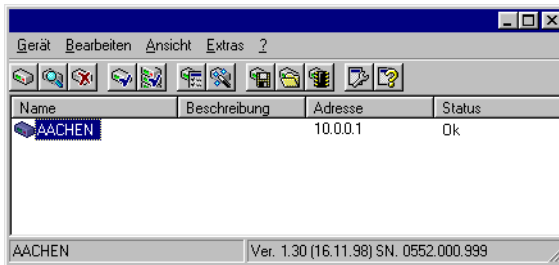 Gerät Bearbeiten Ansicht Extras ?
Name Beschreibung Adresse Status
AACHEN 10.0.0.1 Ok
AACHEN Ver. 1.30 (16.11.98) SN. 0552.000.999